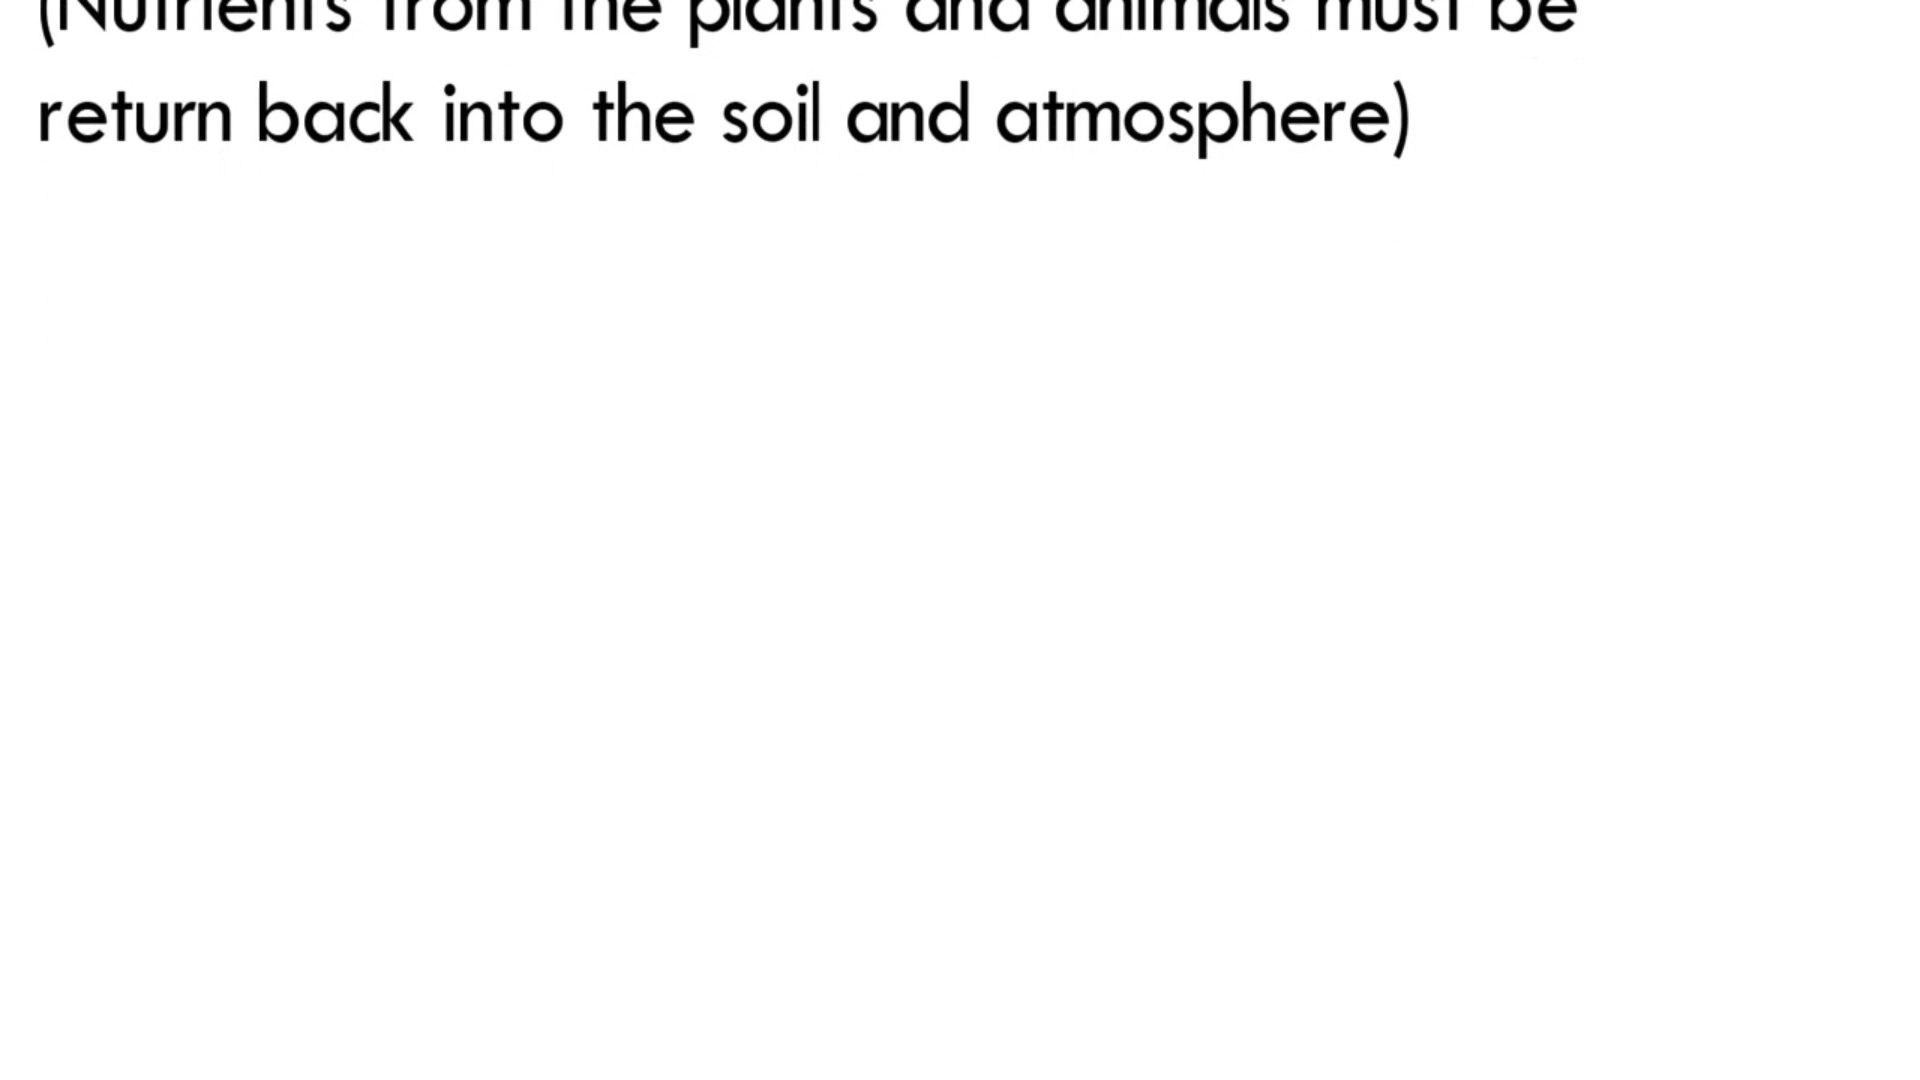 (Nutrients from the plants and animals must be
return back into the soil and atmosphere)